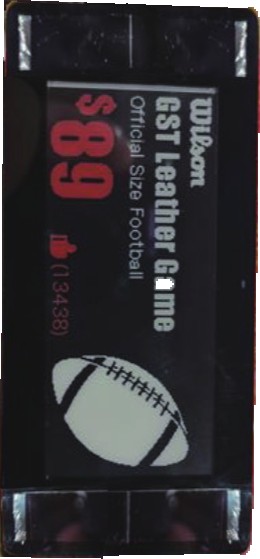 Wilson
GST Leather Game
Official Size Football
$89
(13438)